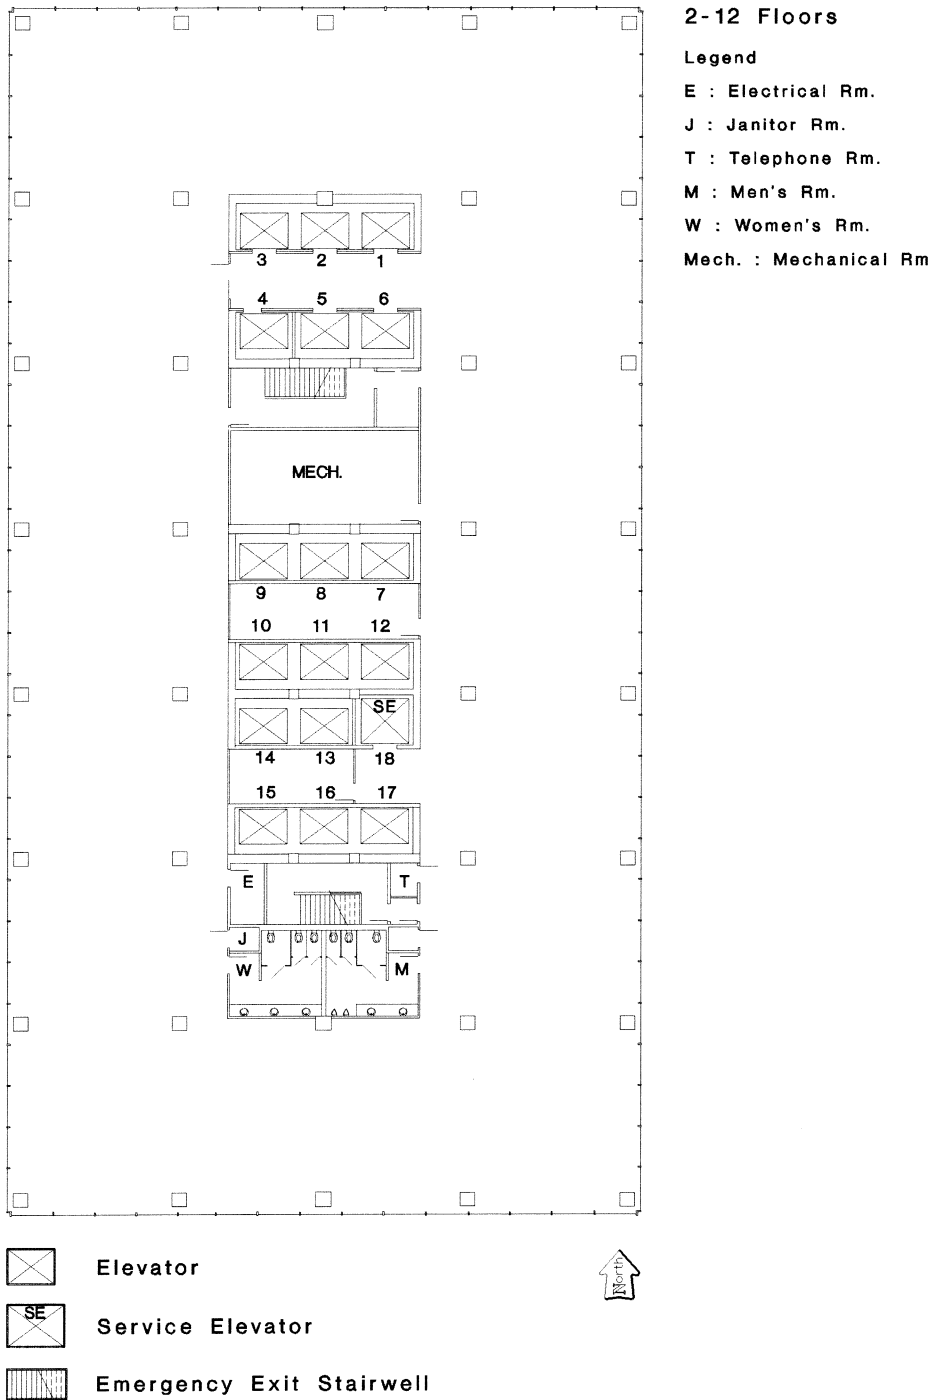 2-12 Floors
Legend
E : Electrical Rm.
J : Janitor Rm.
T : Telephone Rm.
M : Men's Rm.
W : Women's Rm.
Mech. : Mechanical Rm
3 2 1
4 5 6
MECH.
9 8 7
10 11 12
SE
14 13 18
15 16 17
E T
J
W M
Elevator
North
SE
Service Elevator
Emergency Exit Stairwell